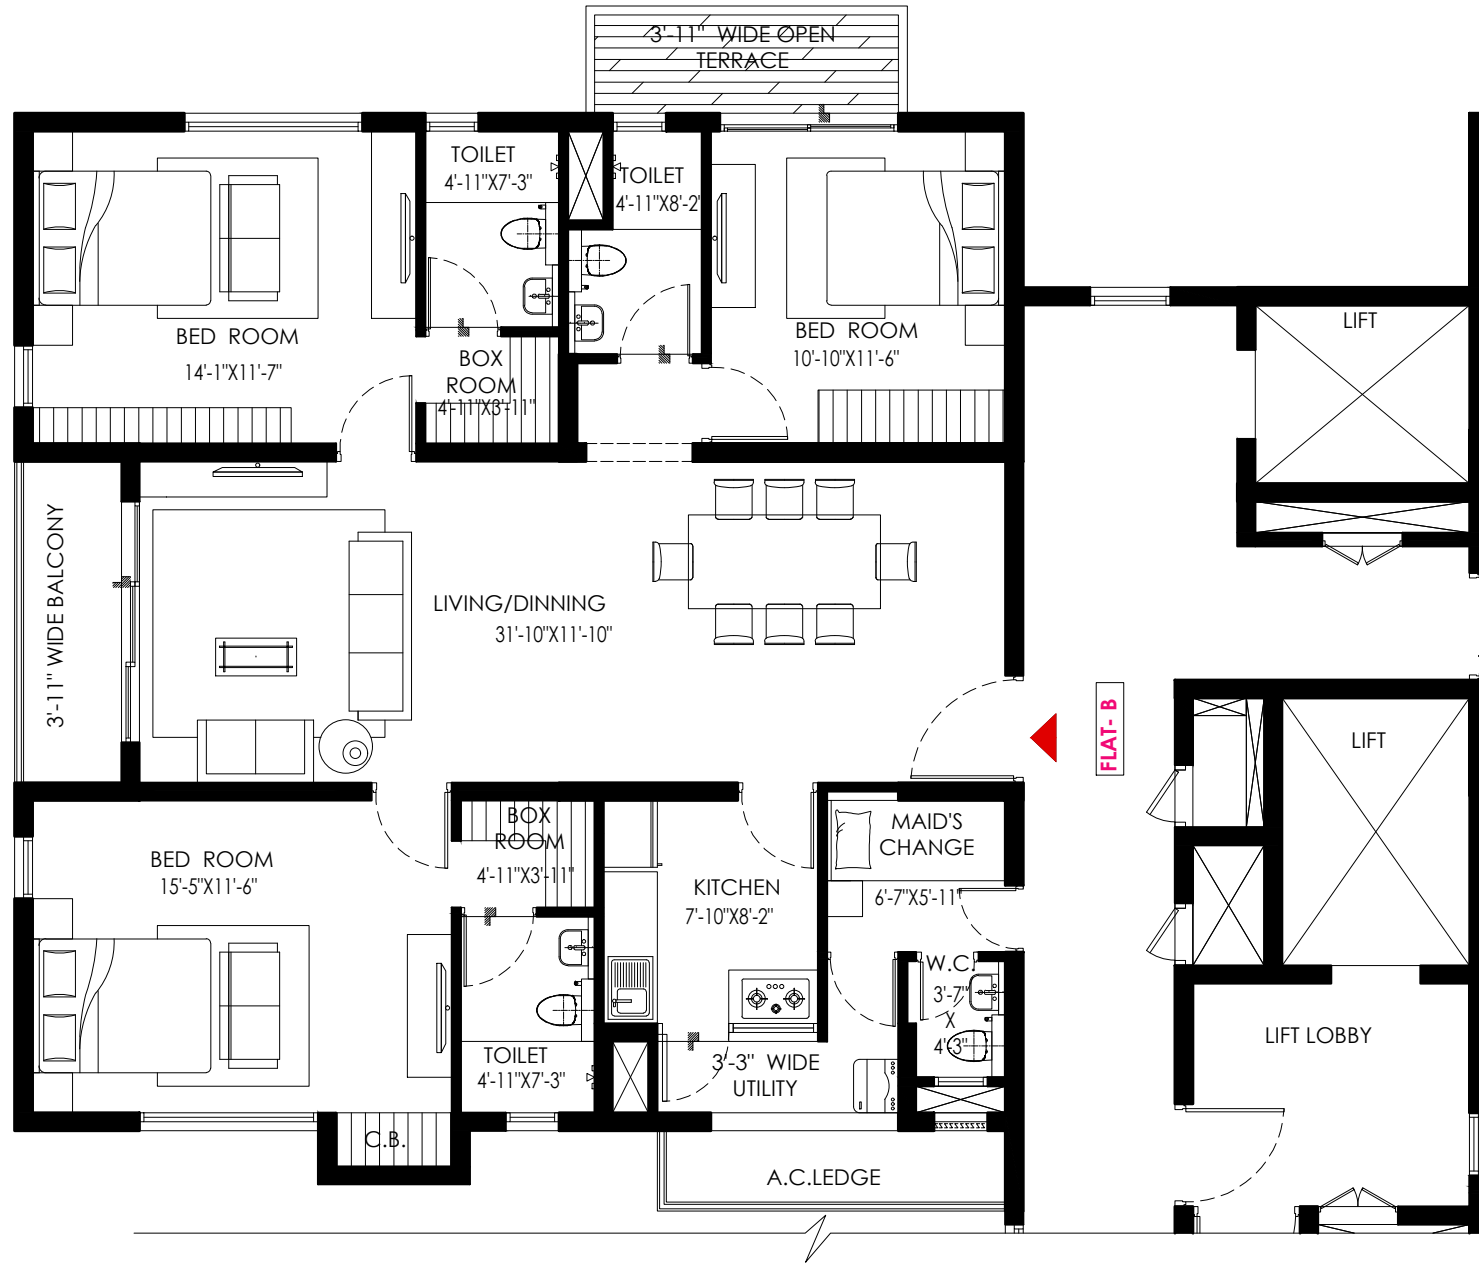 3'-11" WIDE OPEN
TERRACE
TOILET
4'-11"X7'-3"
TOILET
4'-11"X8'-2"
BED ROOM
14'-1"X11'-7"
BOX
ROOM
4'-11"X3'-11"
BED ROOM
10'-10"X11'-6"
LIFT
3'-11" WIDE BALCONY
LIVING/DINNING
31'-10"X11'-10"
FLAT- B
LIFT
BED ROOM
15'-5"X11'-6"
BOX
ROOM
4'-11"X3'-11"
KITCHEN
7'-10"X8'-2"
MAID'S
CHANGE
6'-7"X5'-11"
W.C.
3'-7"
X
4'-3"
TOILET
4'-11"X7'-3"
3'-3" WIDE
UTILITY
LIFT LOBBY
C.B.
A.C.LEDGE